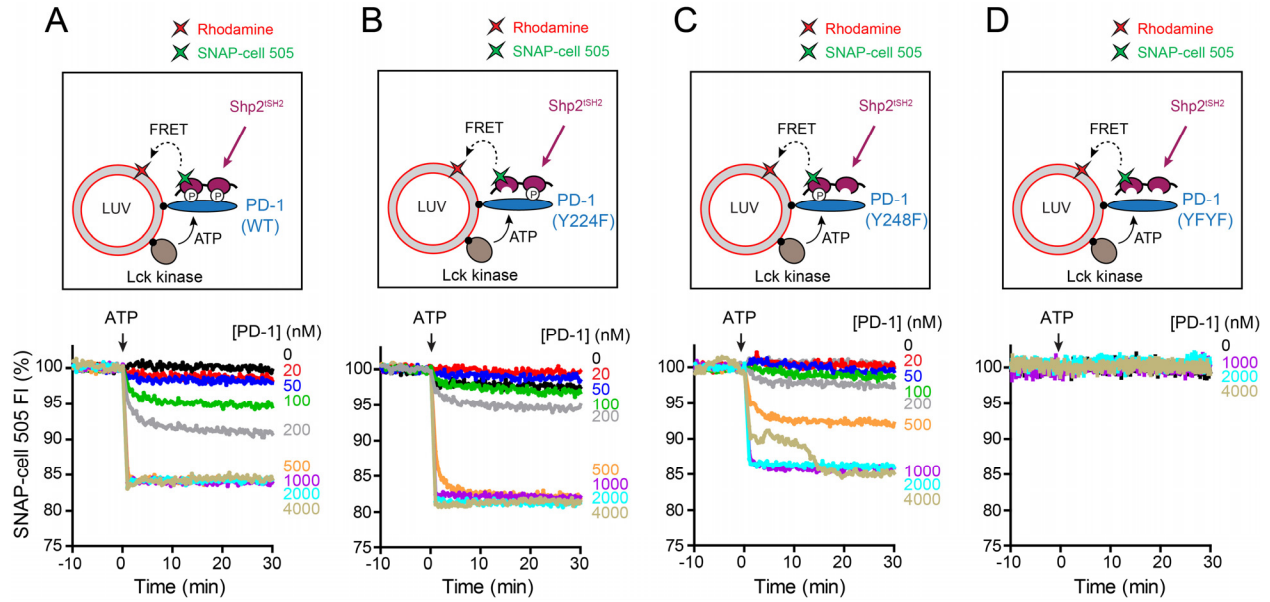 A
Rhodamine
SNAP-cell 505
Shp2tSH2
FRET
P
P
LUV
PD-1
(WT)
ATP
Lck kinase
B
Rhodamine
SNAP-cell 505
Shp2tSH2
FRET
P
LUV
PD-1
(Y224F)
ATP
Lck kinase
C
Rhodamine
SNAP-cell 505
Shp2tSH2
FRET
P
LUV
PD-1
(Y248F)
ATP
Lck kinase
D
Rhodamine
SNAP-cell 505
Shp2tSH2
FRET
LUV
PD-1
(YFYF)
ATP
Lck kinase
SNAP-cell 505 FI (%)
ATP
[PD-1] (nM)
0
20
50
100
200
500
1000
2000
4000
100
95
90
85
80
75
-10 0 10 20 30
Time (min)
ATP
[PD-1] (nM)
0
20
50
100
200
500
1000
2000
4000
100
95
90
85
80
75
-10 0 10 20 30
Time (min)
ATP
[PD-1] (nM)
0
20
50
100
200
500
1000
2000
4000
100
95
90
85
80
75
-10 0 10 20 30
Time (min)
ATP
[PD-1] (nM)
0
1000
2000
4000
100
95
90
85
80
75
-10 0 10 20 30
Time (min)